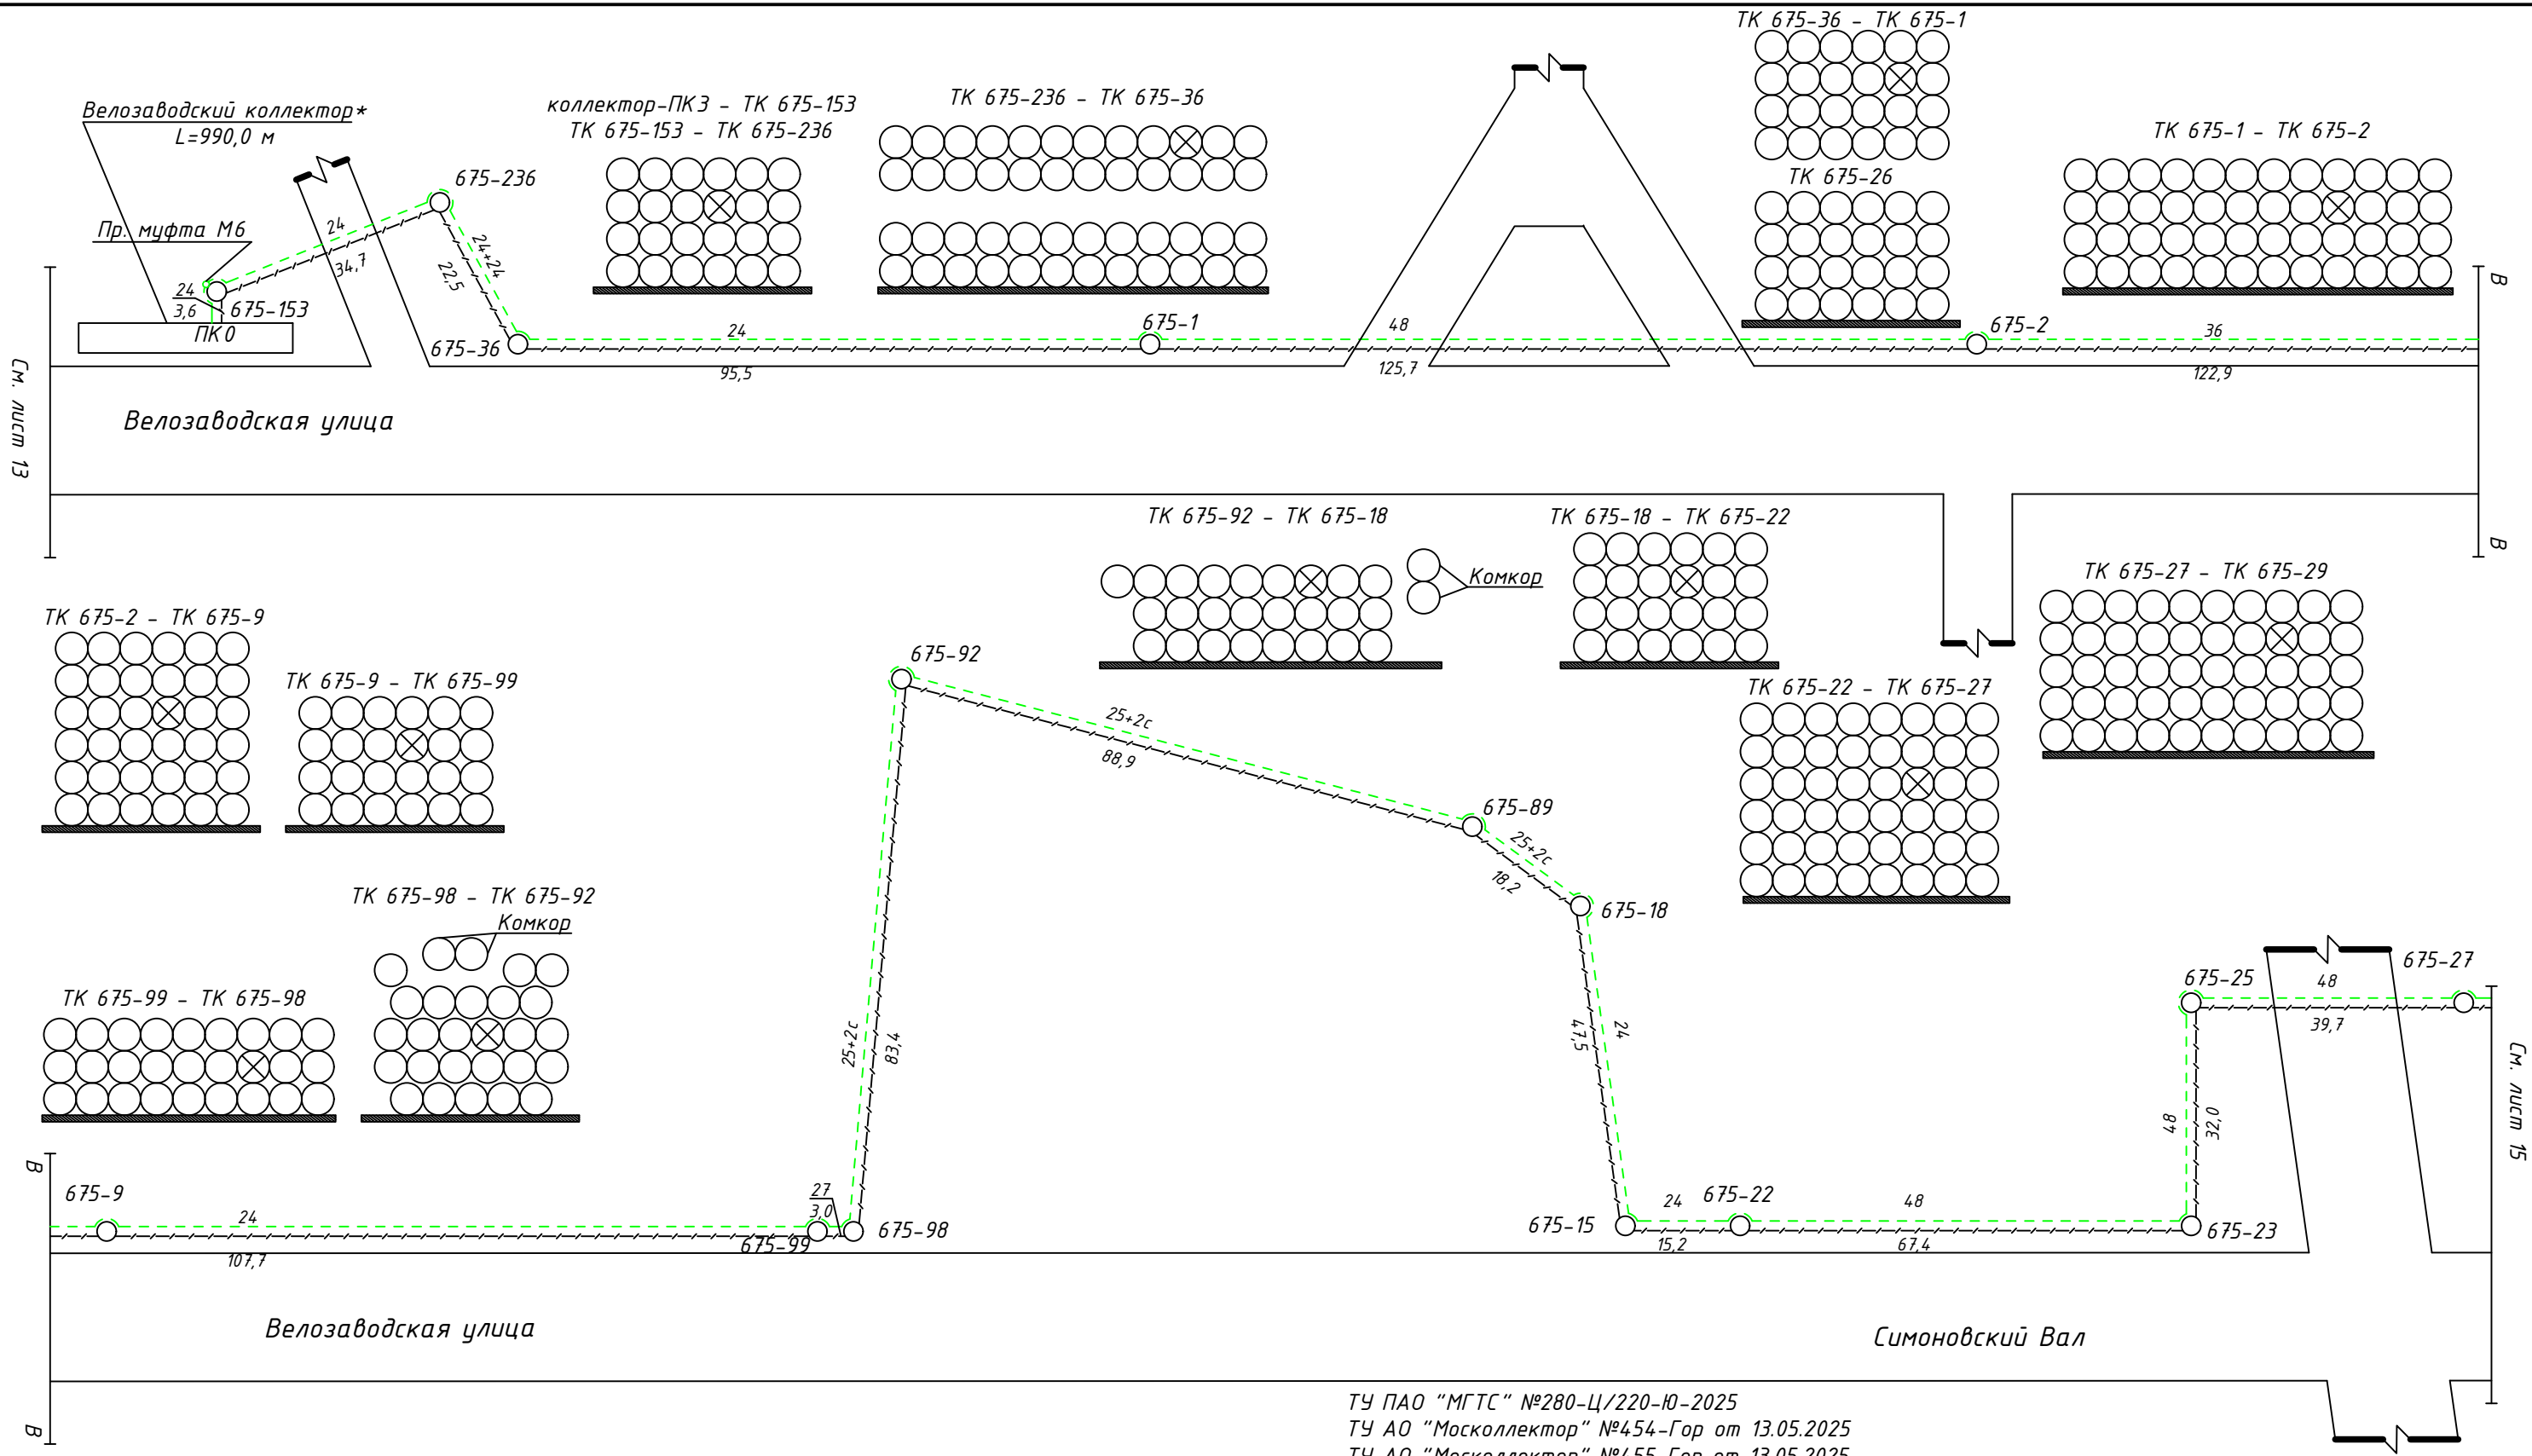 ТК 675-36 - ТК 675-1
Велозаводский коллектор*
L=990,0 м
коллектор-ПК3 - ТК 675-153
ТК 675-153 - ТК 675-236
ТК 675-236 - ТК 675-36
ТК 675-26
ТК 675-1 - ТК 675-2
Пр. муфта М6
675-236
24
34,7
24+24
22,5
24
3,6
675-153
ПК0
675-36
24
95,5
675-1
48
125,7
675-2
36
122,9
В
В
См. лист 13
Велозаводская улица
ТК 675-92 - ТК 675-18
Комкор
ТК 675-18 - ТК 675-22
ТК 675-27 - ТК 675-29
ТК 675-2 - ТК 675-9
ТК 675-9 - ТК 675-99
ТК 675-22 - ТК 675-27
675-92
25+2с
88,9
675-89
25+2с
18,2
675-18
ТК 675-98 - ТК 675-92
Комкор
ТК 675-99 - ТК 675-98
25+2с
83,4
24
47,5
675-25
48
39,7
675-27
48
32,0
См. лист 15
В
В
675-9
24
107,7
27
3,0
675-99
675-98
675-15
24
15,2
675-22
48
67,4
675-23
Велозаводская улица
Симоновский Вал
ТУ ПАО "МГТС" №280-Ц/220-Ю-2025
ТУ АО "Москоллектор" №454-Гор от 13.05.2025
ТУ АО "Москоллектор" №455-Гор от 13.05.2025